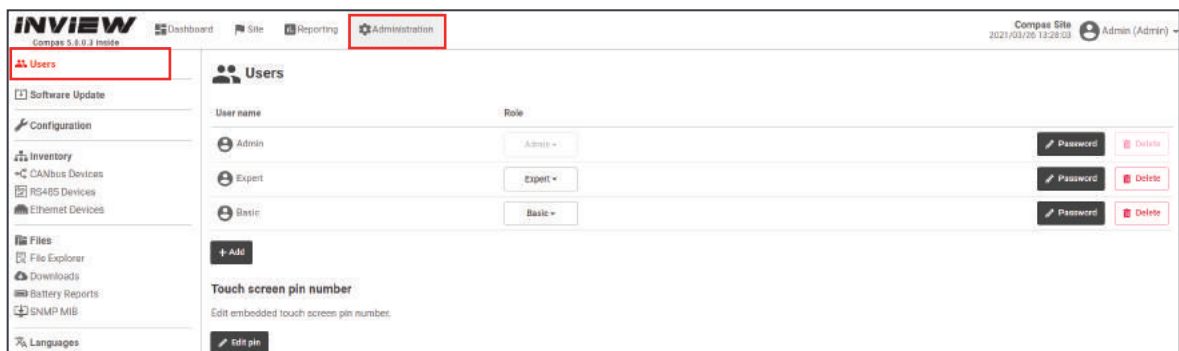 INVIEW
Compas 5.0.0.3 inside
Dashboard Site Reporting Administration
Compas Site
2021/03/26 13:28:03
Admin (Admin)
Users
Software Update
Configuration
Inventory
CANbus Devices
RS485 Devices
Ethernet Devices
Files
File Explorer
Downloads
Battery Reports
SNMP MIB
Languages
Users
User name Role
Admin Admin Password Delete
Expert Expert Password Delete
Basic Basic Password Delete
+ Add
Touch screen pin number
Edit embedded touch screen pin number.
Edit pin